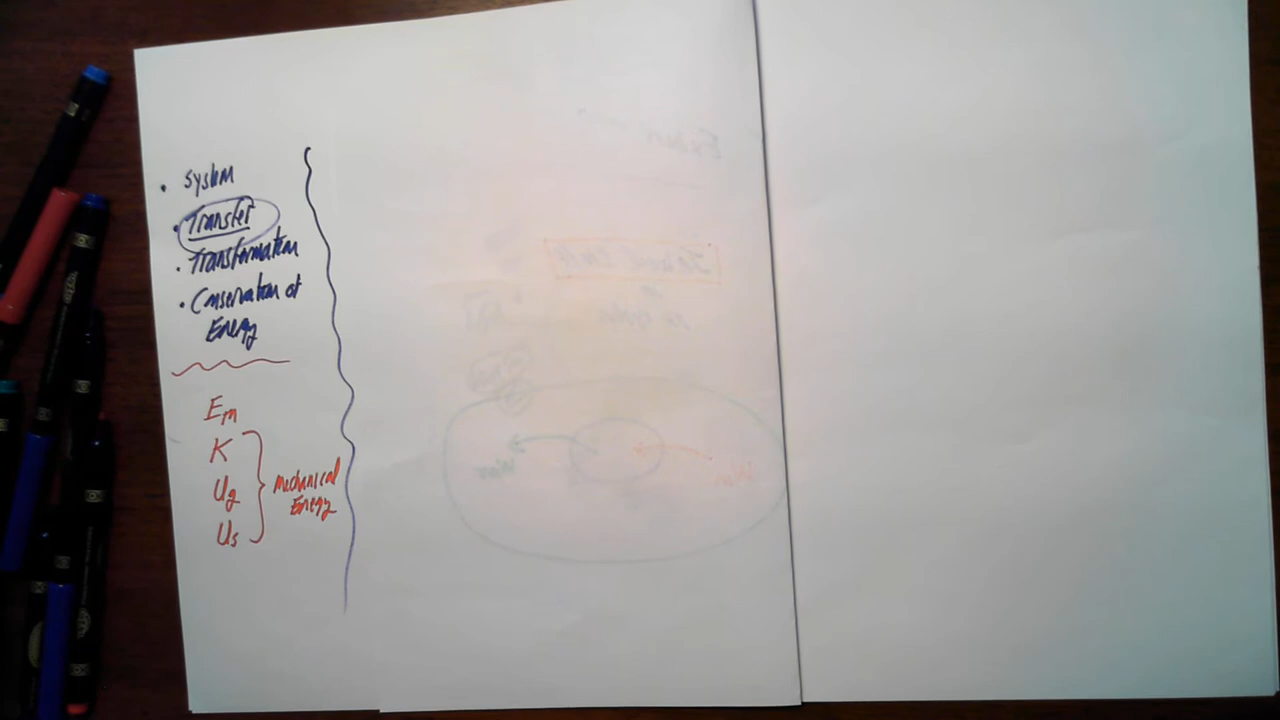 • System
• Transfer
• Transformation
• Conservation of
Energy
Em
K
Ug
Us
Mechanical
Energy